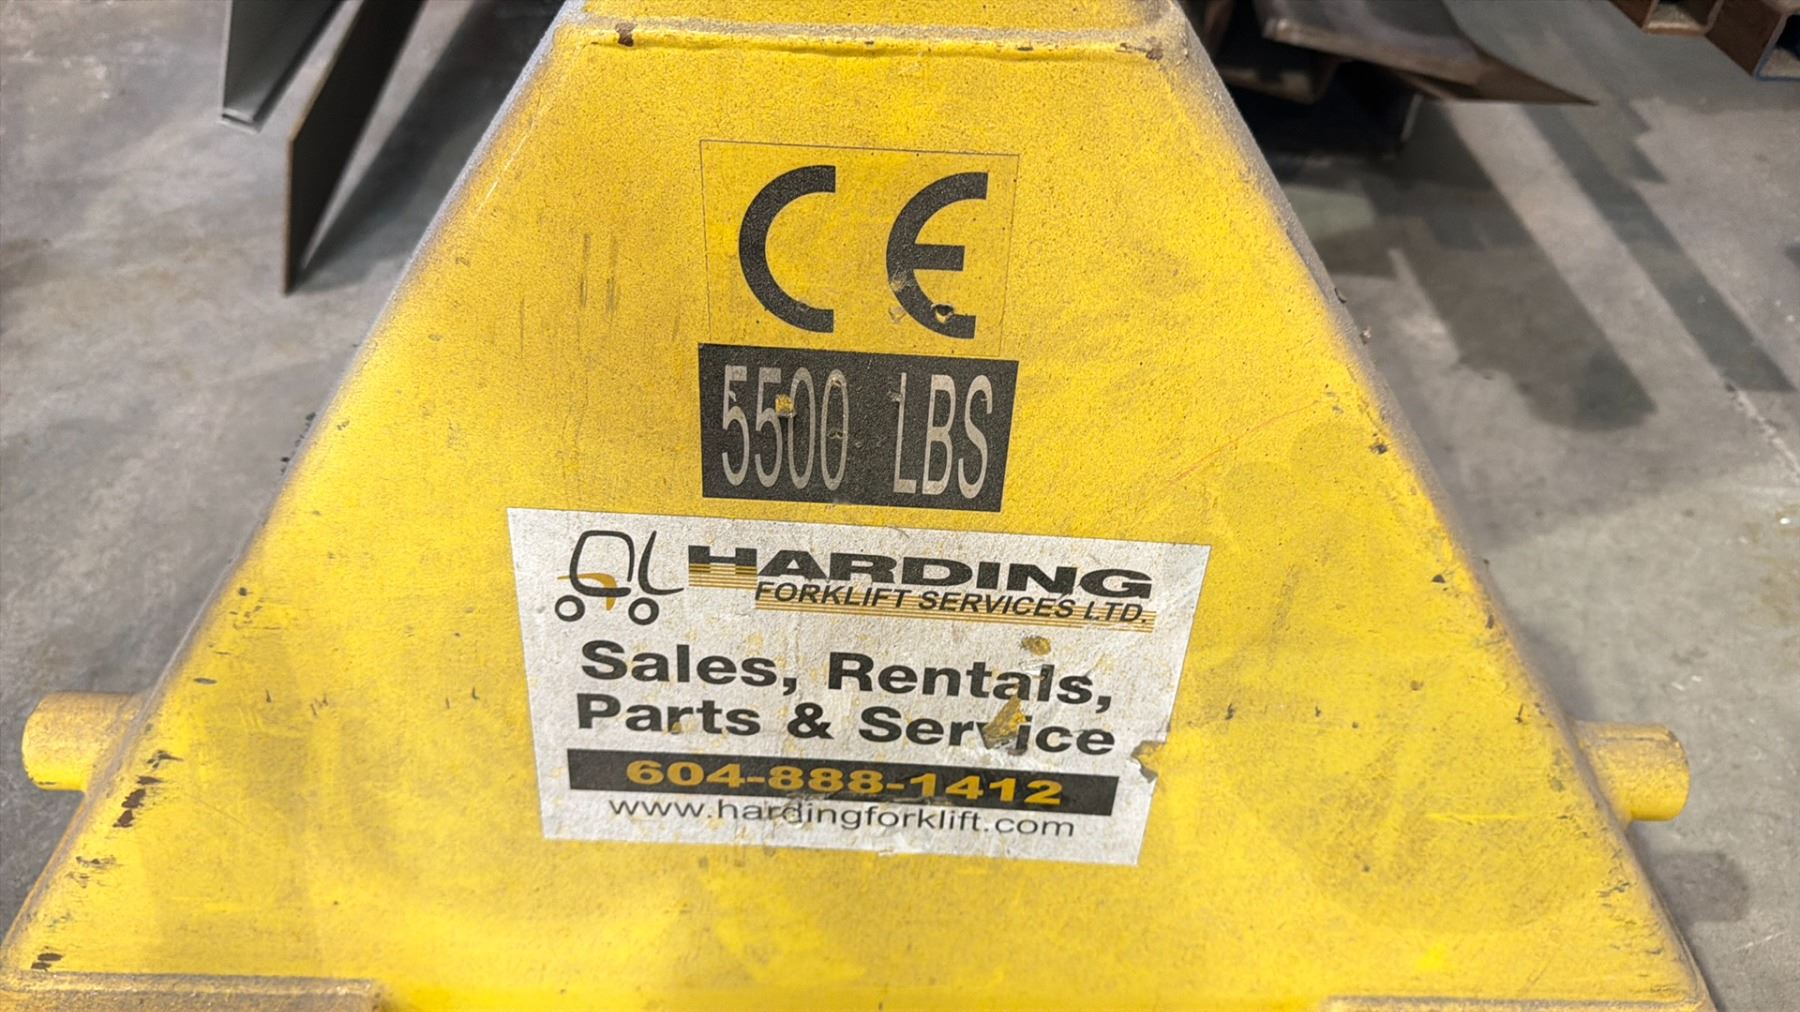 CE
5500 LBS
HARDING
FORKLIFT SERVICES LTD.
Sales, Rentals,
Parts & Service
604-888-1412
www.hardingforklift.com